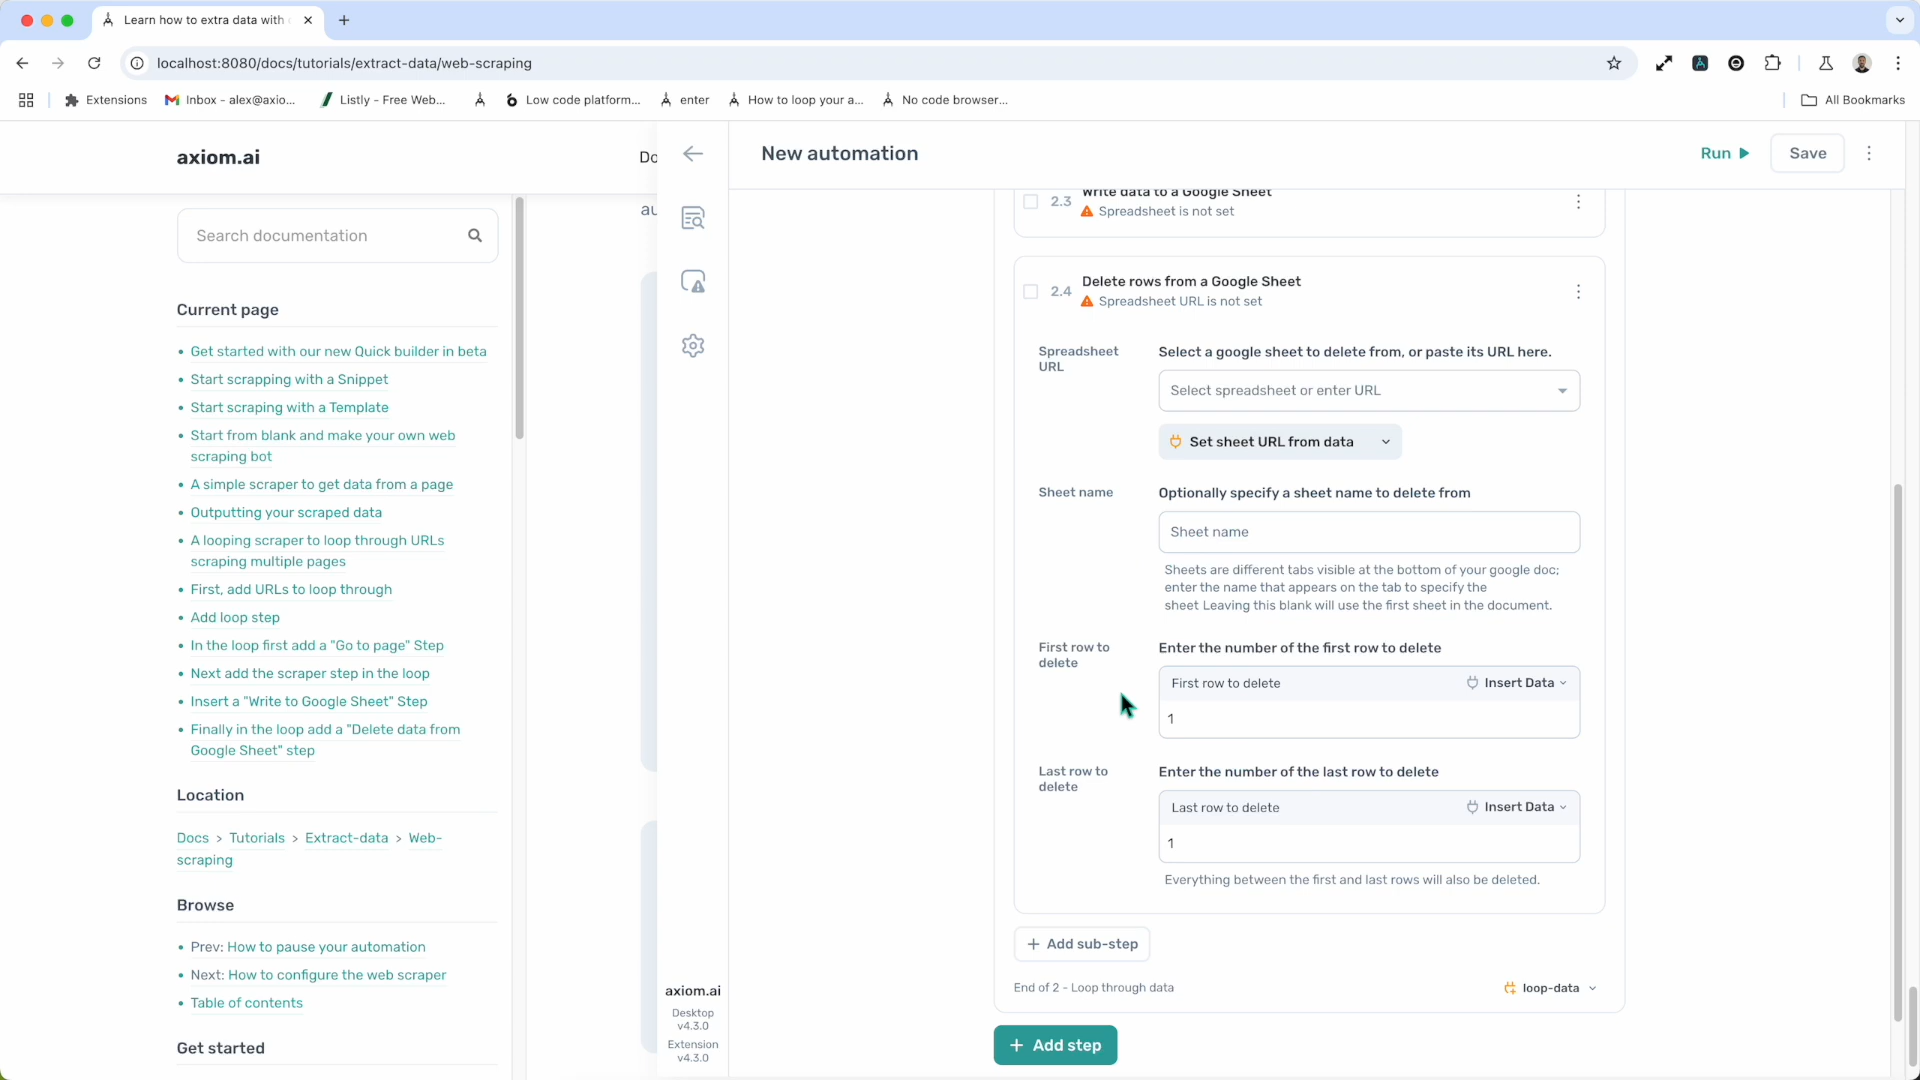 Learn how to extra data with
localhost:8080/docs/tutorials/extract-data/web-scraping
Extensions
Inbox - alex@axio...
Listly - Free Web...
Low code platform...
enter
How to loop your a...
No code browser...
All Bookmarks
axiom.ai
Do
New automation
Run
Save
au
Search documentation
Current page
Get started with our new Quick builder in beta
Start scrapping with a Snippet
Start scraping with a Template
Start from blank and make your own web
scraping bot
A simple scraper to get data from a page
Outputting your scraped data
A looping scraper to loop through URLs
scraping multiple pages
First, add URLs to loop through
Add loop step
In the loop first add a "Go to page" Step
Next add the scraper step in the loop
Insert a "Write to Google Sheet" Step
Finally in the loop add a "Delete data from
Google Sheet" step
Location
Docs > Tutorials > Extract-data > Web-
scraping
Browse
Prev: How to pause your automation
Next: How to configure the web scraper
Table of contents
Get started
axiom.ai
Desktop
v4.3.0
Extension
v4.3.0
2.3 Write data to a Google Sheet
Spreadsheet is not set
2.4 Delete rows from a Google Sheet
Spreadsheet URL is not set
Spreadsheet
URL
Select a google sheet to delete from, or paste its URL here.
Select spreadsheet or enter URL
Set sheet URL from data
Sheet name
Optionally specify a sheet name to delete from
Sheet name
Sheets are different tabs visible at the bottom of your google doc;
enter the name that appears on the tab to specify the
sheet Leaving this blank will use the first sheet in the document.
First row to
delete
Enter the number of the first row to delete
First row to delete
Insert Data
1
Last row to
delete
Enter the number of the last row to delete
Last row to delete
Insert Data
1
Everything between the first and last rows will also be deleted.
+ Add sub-step
End of 2 - Loop through data
loop-data
+ Add step